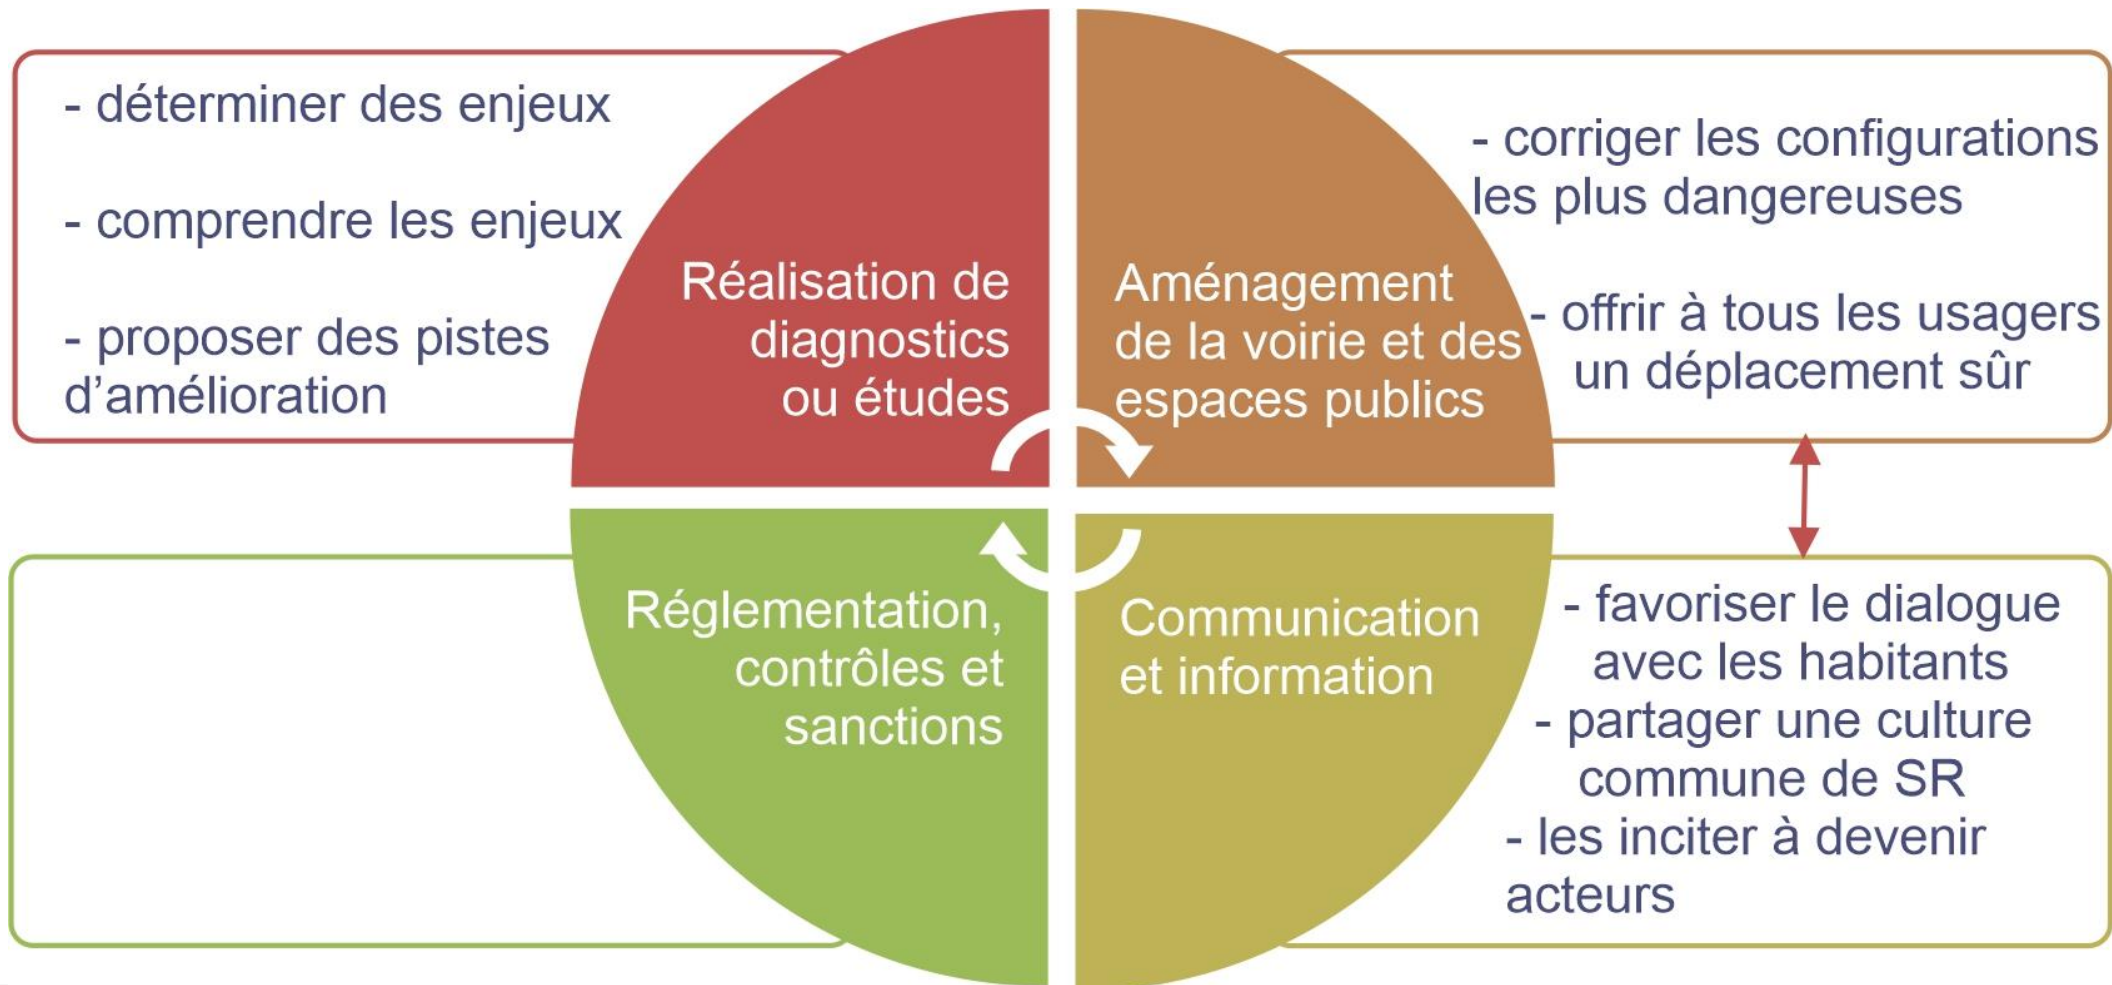 - déterminer des enjeux
- comprendre les enjeux
- proposer des pistes
d’amélioration
Réalisation de
diagnostics
ou études
Aménagement
de la voirie et des
espaces publics
- corriger les configurations
les plus dangereuses
- offrir à tous les usagers
un déplacement sûr
Réglementation,
contrôles et
sanctions
Communication
et information
- favoriser le dialogue
avec les habitants
- partager une culture
commune de SR
- les inciter à devenir
acteurs